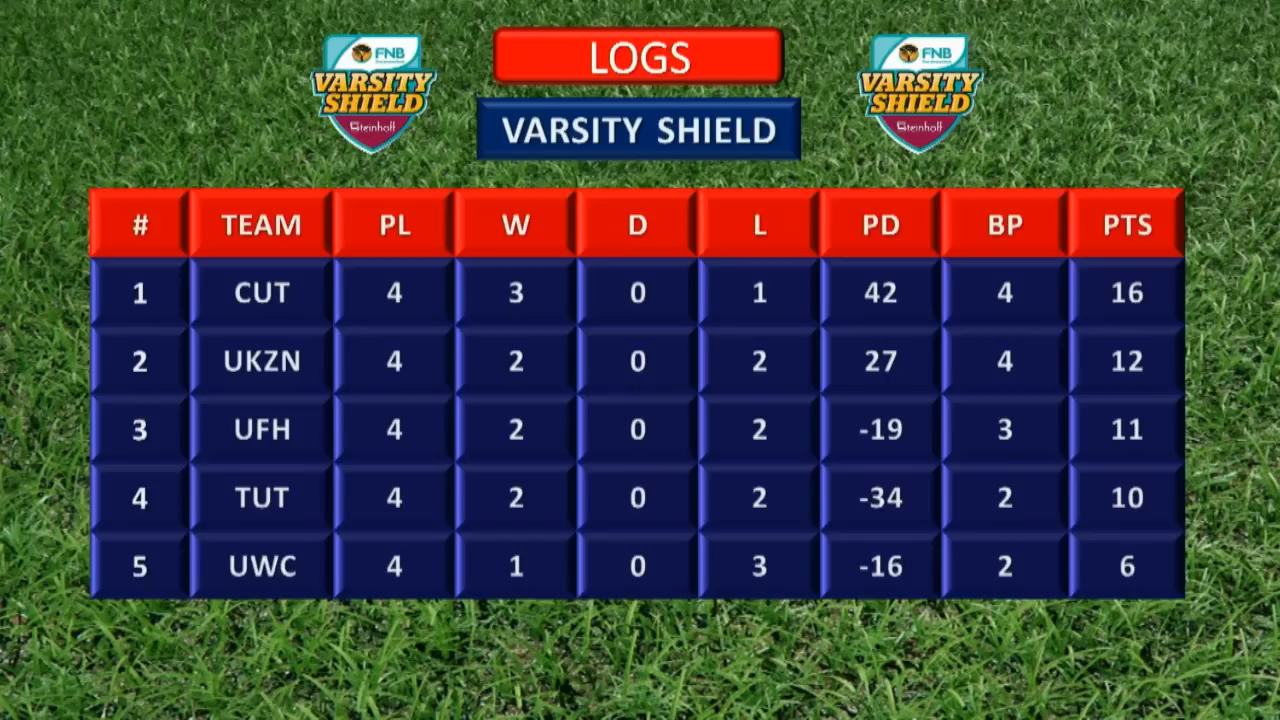 FNB
VARSITY
SHIELD
Steinhoff
LOGS
VARSITY SHIELD
FNB
VARSITY
SHIELD
Steinhoff
# TEAM PL W D L PD BP PTS
1 CUT 4 3 0 1 42 4 16
2 UKZN 4 2 0 2 27 4 12
3 UFH 4 2 0 2 -19 3 11
4 TUT 4 2 0 2 -34 2 10
5 UWC 4 1 0 3 -16 2 6